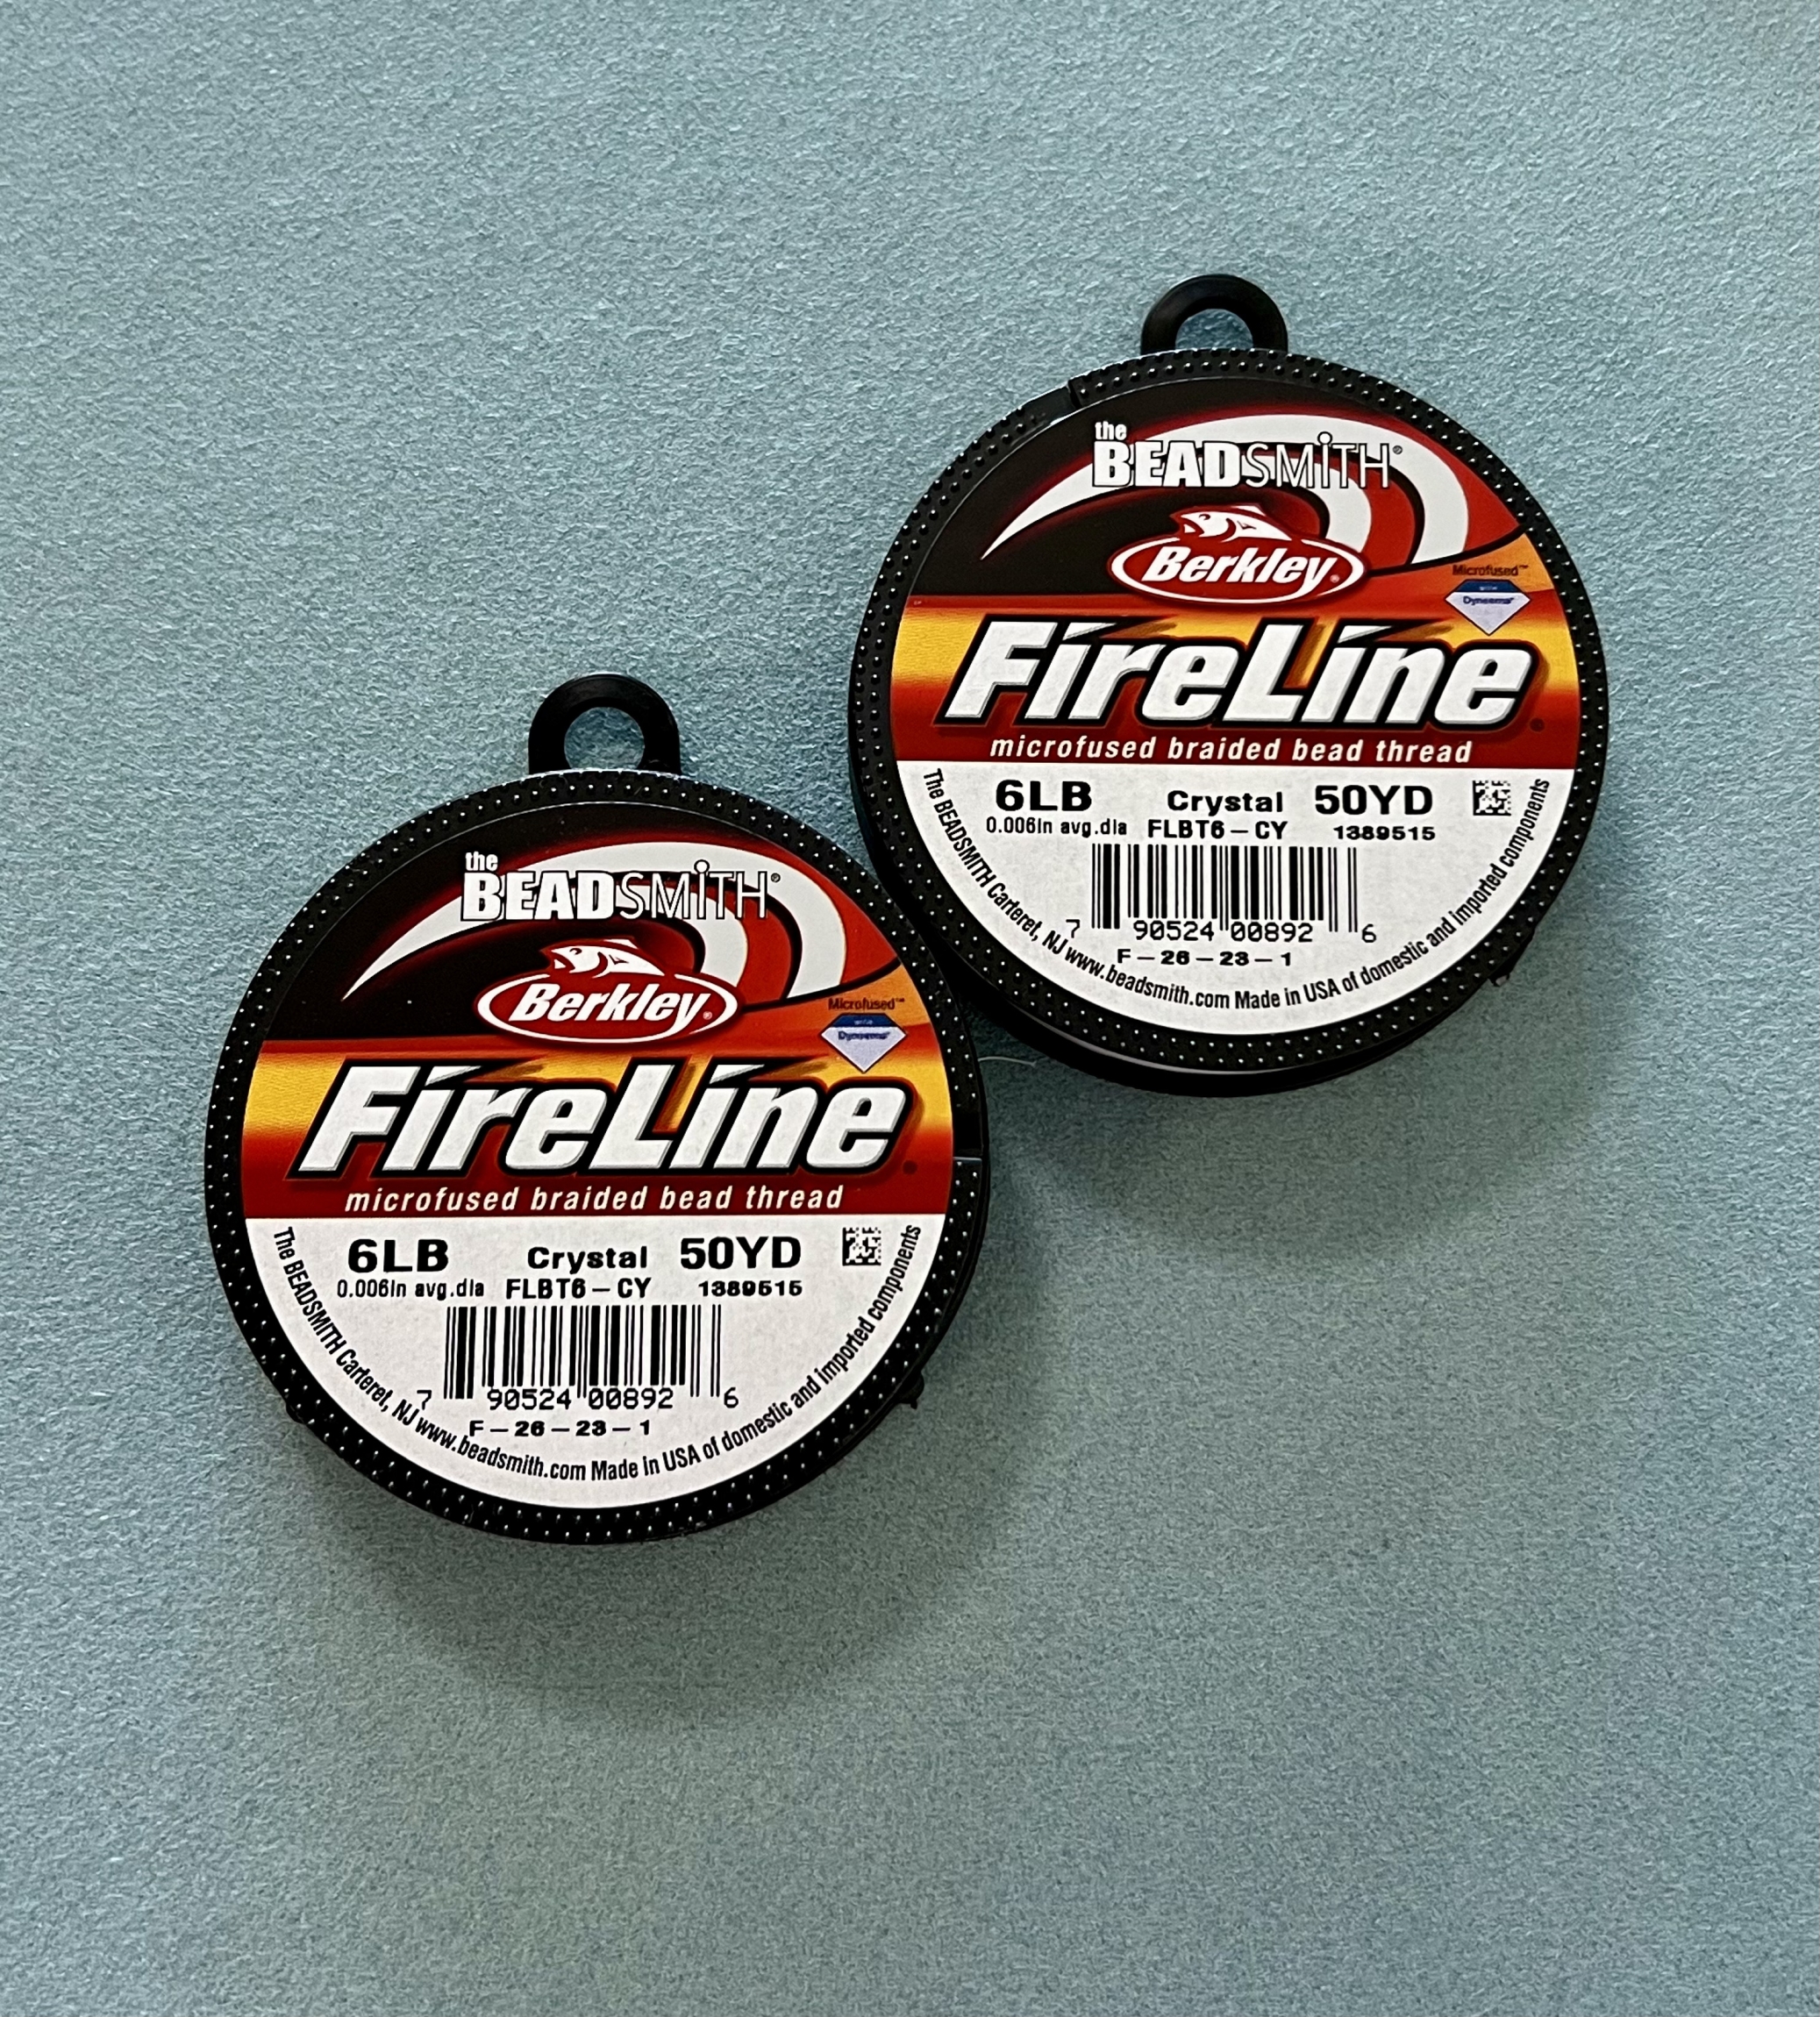 the
BEADSMITH®
Berkley®
Microfused™
with
Dyneema®
FireLine®
microfused braided bead thread
6LB Crystal 50YD
0.006in avg.dia FLBT6-CY 1389515
7 90524 00892 6
F-26-23-1
The BEADSMITH Carteret, NJ www.beadsmith.com Made in USA of domestic and imported components
the
BEADSMITH®
Berkley®
Microfused™
with
Dyneema®
FireLine®
microfused braided bead thread
6LB Crystal 50YD
0.006in avg.dia FLBT6-CY 1389515
7 90524 00892 6
F-26-23-1
The BEADSMITH Carteret, NJ www.beadsmith.com Made in USA of domestic and imported components